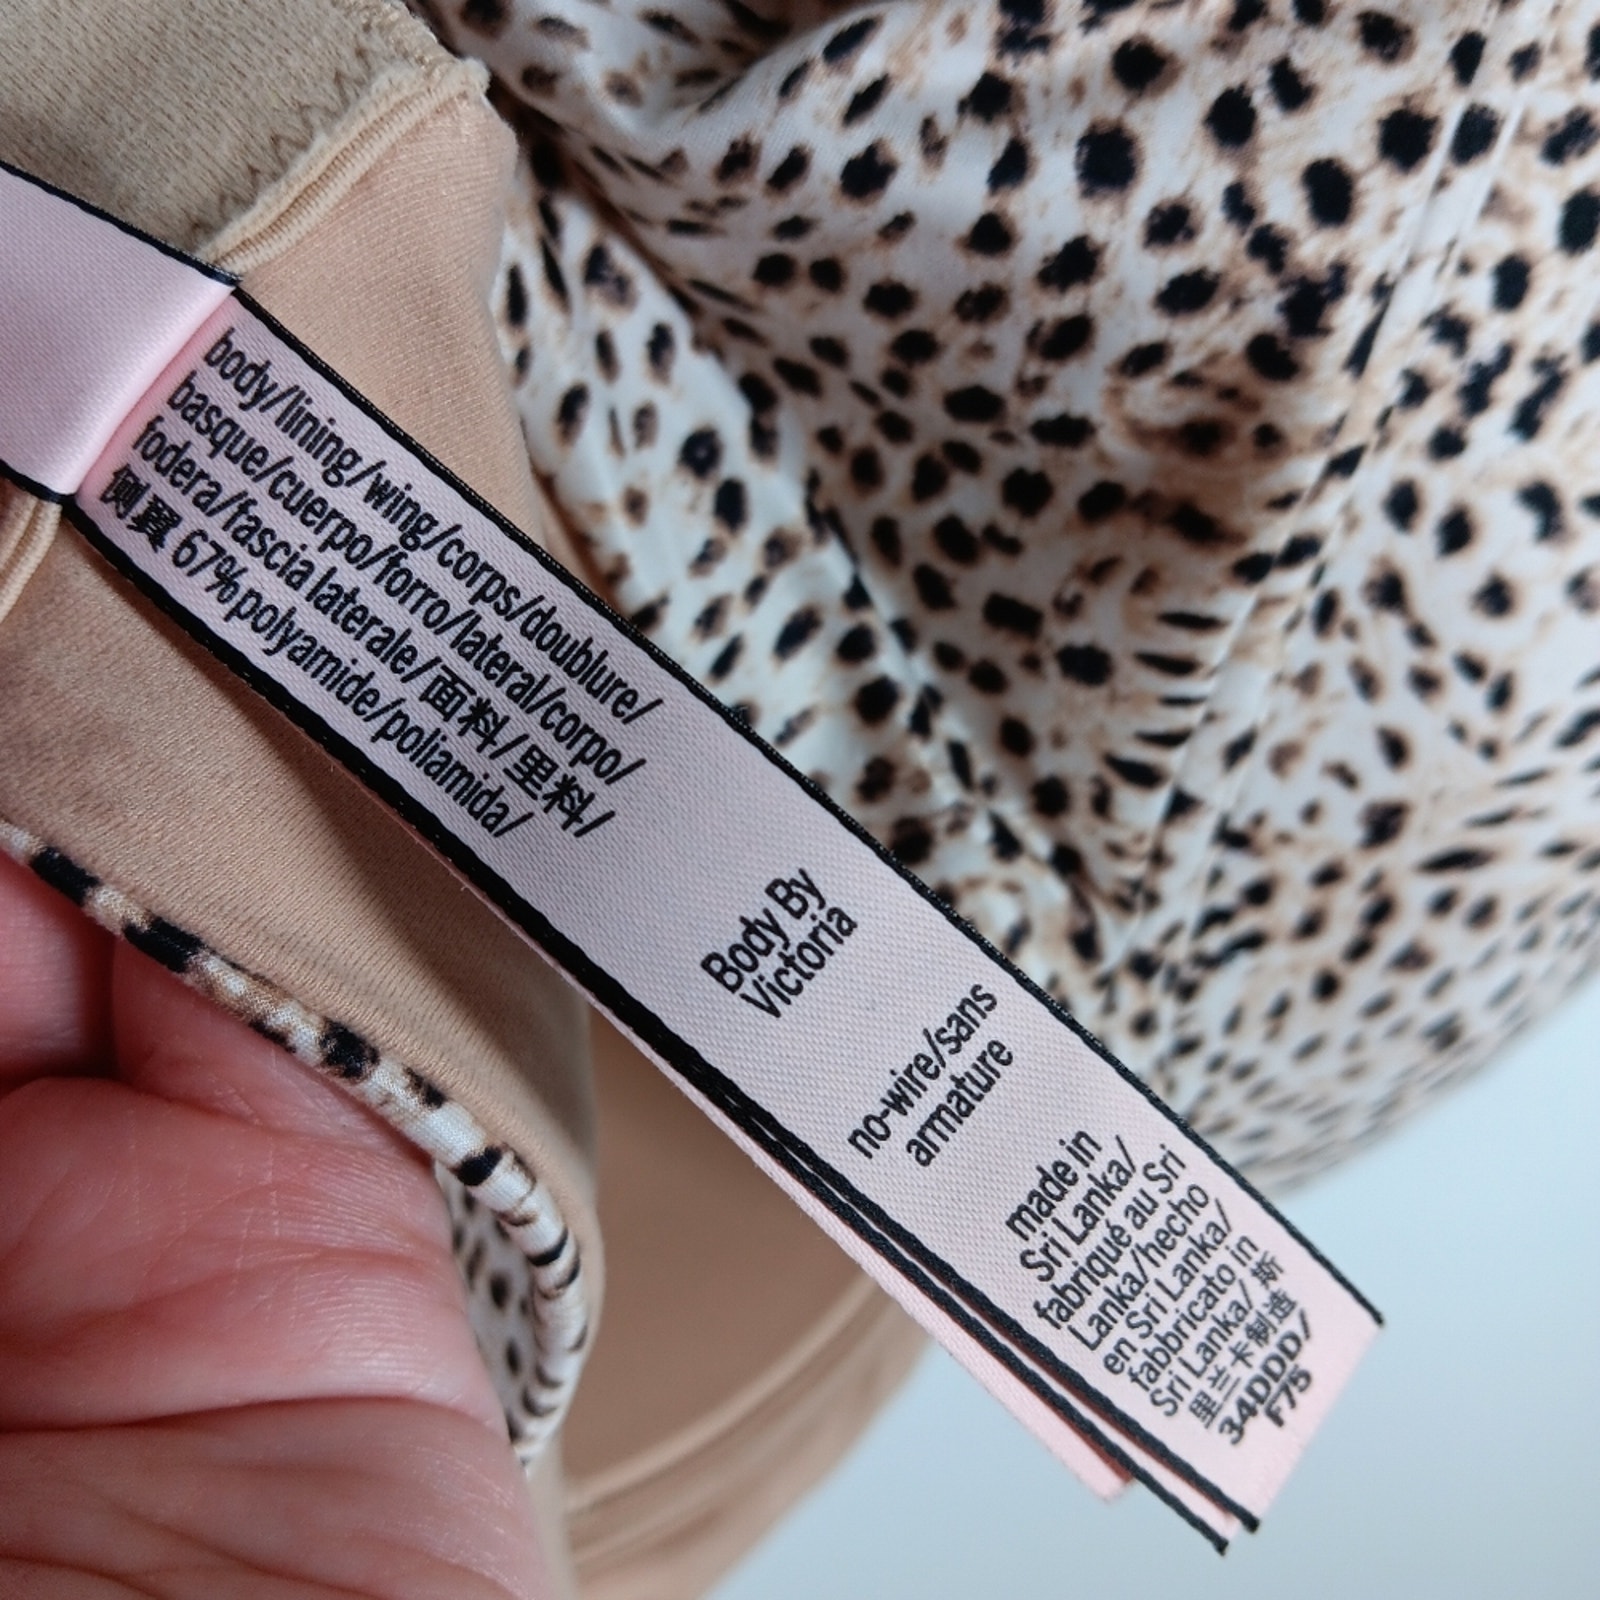 body/lining/wing/corps/doublure/
basque/cuerpo/forro/lateral/corpo/
fodera/fascia laterale/面料/里料/
侧翼 67% polyamide/poliamida/
Body By
Victoria
no-wire/sans
armature
made in
Sri Lanka/
fabriqué au Sri
Lanka/hecho
en Sri Lanka/
fabbricato in
Sri Lanka/ 斯
里兰卡制造
34DDD/
F75